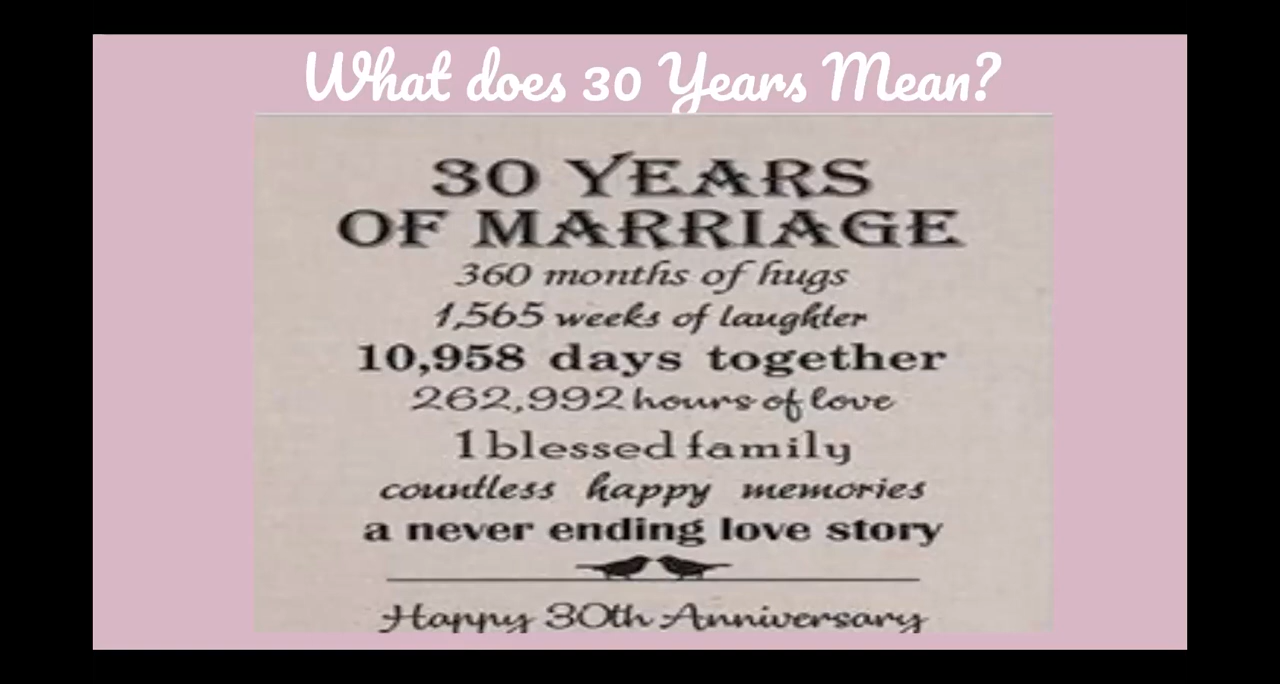 What does 30 Years Mean?
30 YEARS
OF MARRIAGE
360 months of hugs
1,565 weeks of laughter
10,958 days together
262,992 hours of love
1 blessed family
countless happy memories
a never ending love story
Happy 30th Anniversary